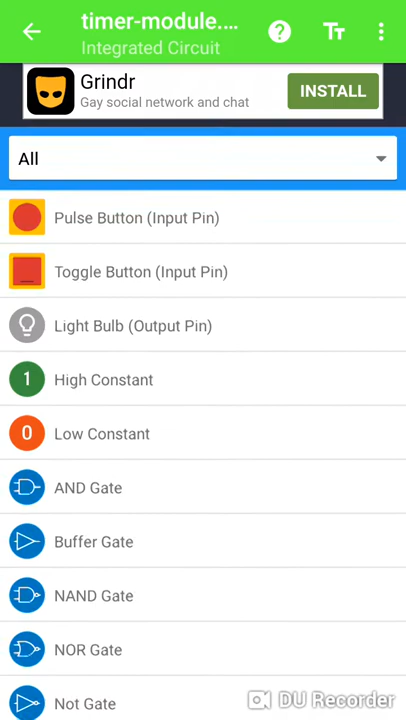 timer-module....
Integrated Circuit
Grindr
Gay social network and chat
INSTALL
All
Pulse Button (Input Pin)
Toggle Button (Input Pin)
Light Bulb (Output Pin)
1 High Constant
0 Low Constant
AND Gate
Buffer Gate
NAND Gate
NOR Gate
Not Gate
DU Recorder